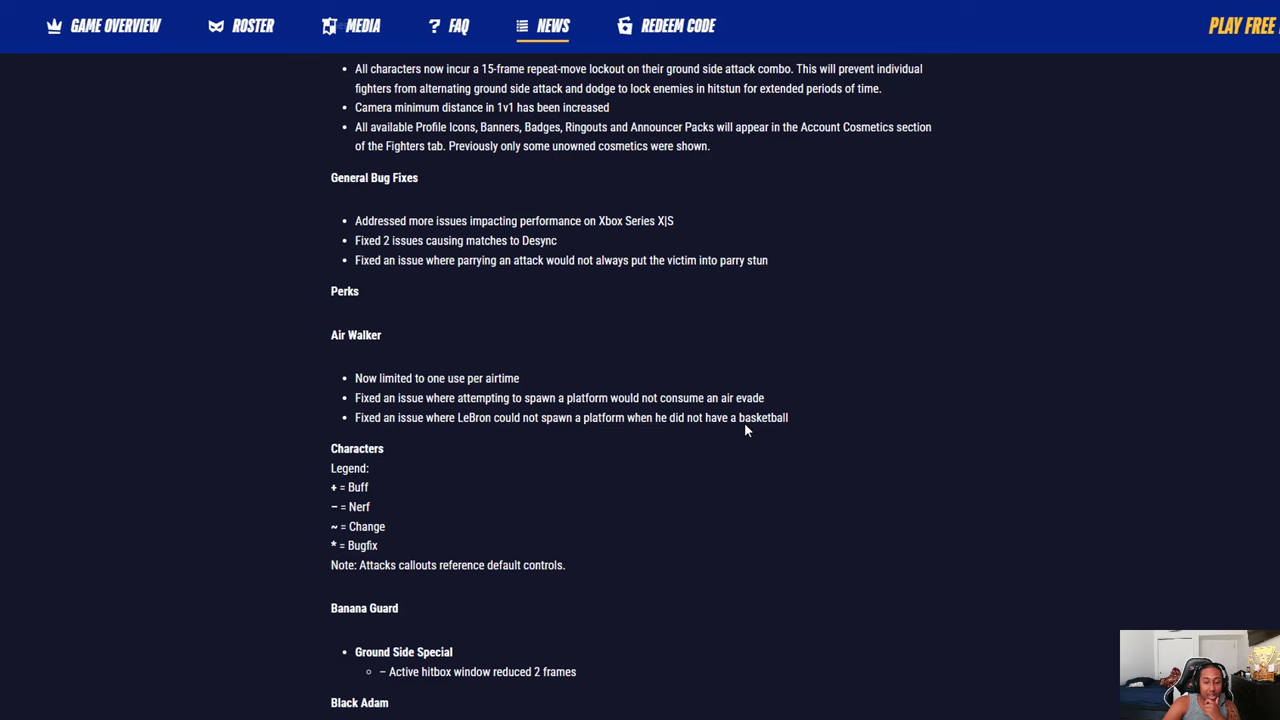 GAME OVERVIEW ROSTER MEDIA FAQ NEWS REDEEM CODE PLAY FREE
All characters now incur a 15-frame repeat-move lockout on their ground side attack combo. This will prevent individual
fighters from alternating ground side attack and dodge to lock enemies in hitstun for extended periods of time.
Camera minimum distance in 1v1 has been increased
All available Profile Icons, Banners, Badges, Ringouts and Announcer Packs will appear in the Account Cosmetics section
of the Fighters tab. Previously only some unowned cosmetics were shown.
General Bug Fixes
Addressed more issues impacting performance on Xbox Series X|S
Fixed 2 issues causing matches to Desync
Fixed an issue where parrying an attack would not always put the victim into parry stun
Perks
Air Walker
Now limited to one use per airtime
Fixed an issue where attempting to spawn a platform would not consume an air evade
Fixed an issue where LeBron could not spawn a platform when he did not have a basketball
Characters
Legend:
+ = Buff
– = Nerf
~ = Change
* = Bugfix
Note: Attacks callouts reference default controls.
Banana Guard
Ground Side Special
– Active hitbox window reduced 2 frames
Black Adam